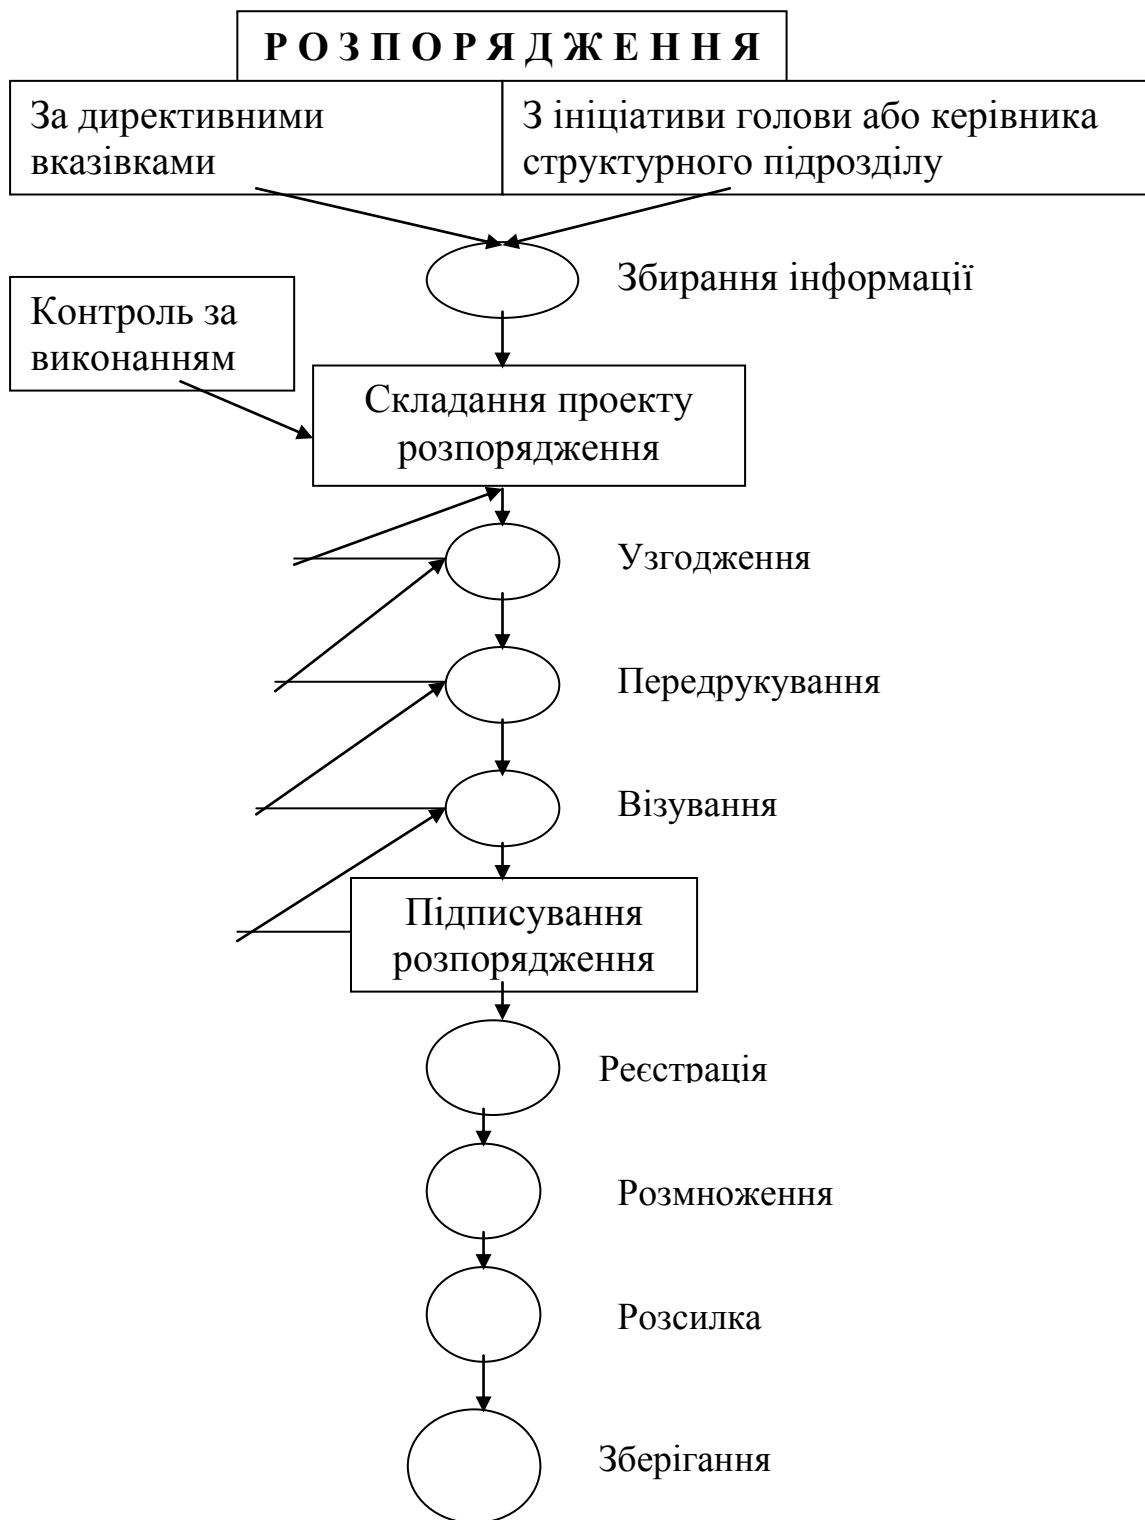 Р О З П О Р Я Д Ж Е Н Н Я
За директивними
вказівками
З ініціативи голови або керівника
структурного підрозділу
Збирання інформації
Контроль за
виконанням
Складання проекту
розпорядження
Узгодження
Передрукування
Візування
Підписування
розпорядження
Реєстрація
Розмноження
Розсилка
Зберігання